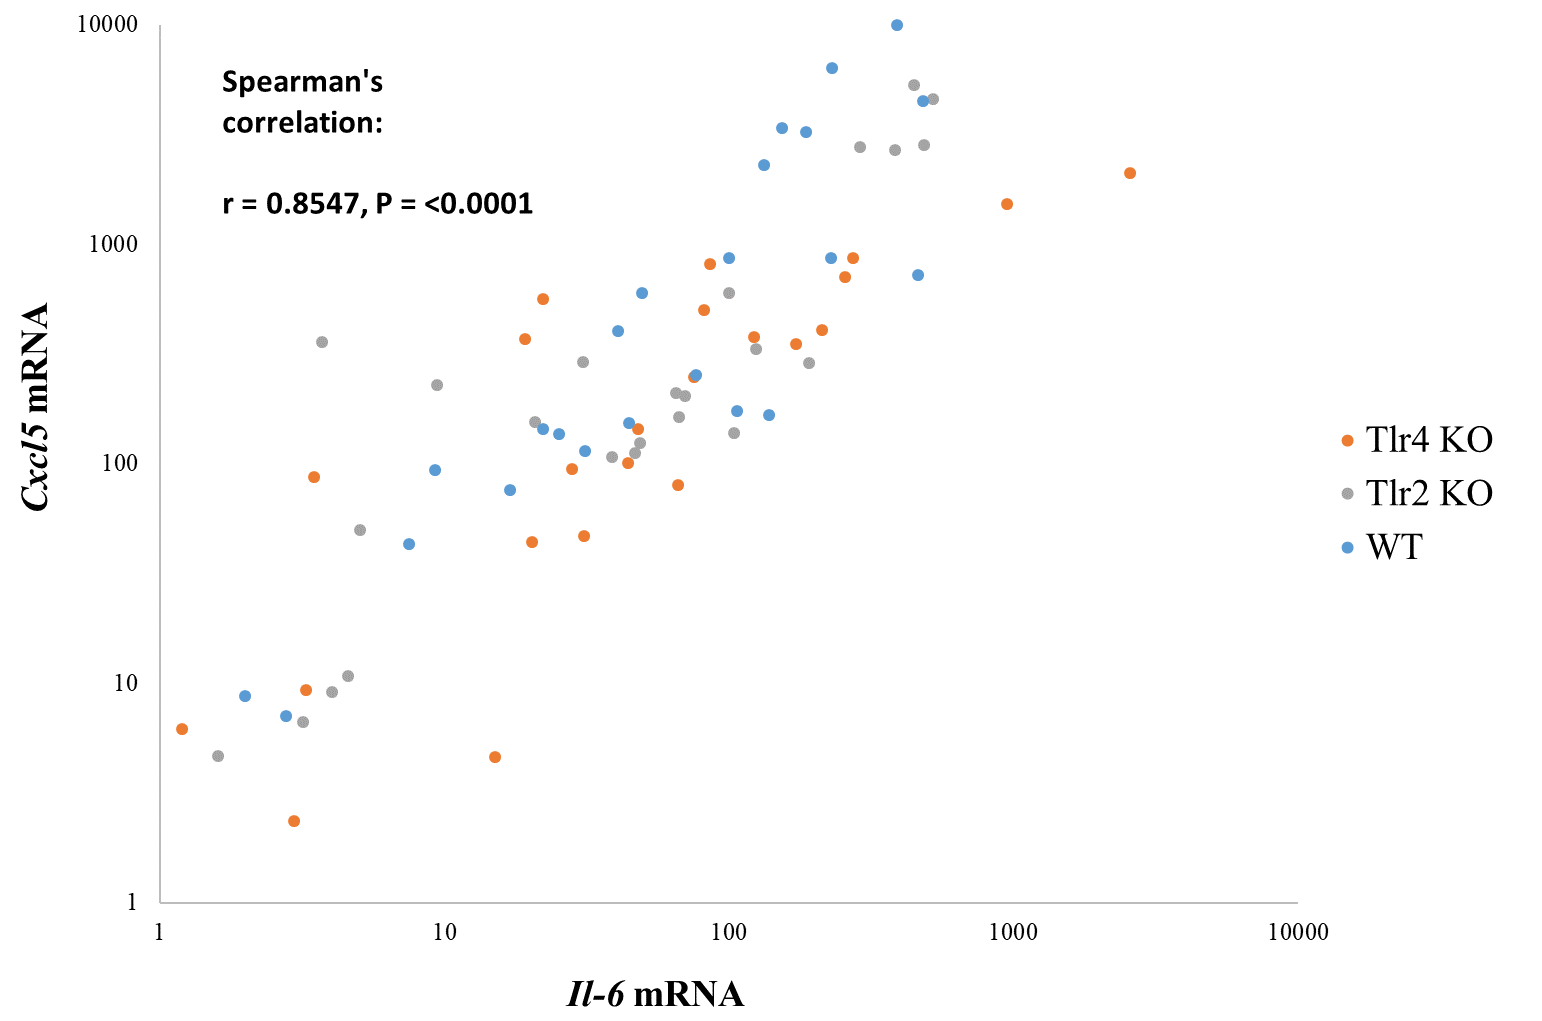 10000
1000
100
10
1
Spearman's
correlation:
r = 0.8547, P = <0.0001
Cxcl5 mRNA
Tlr4 KO
Tlr2 KO
WT
1 10 100 1000 10000
Il-6 mRNA